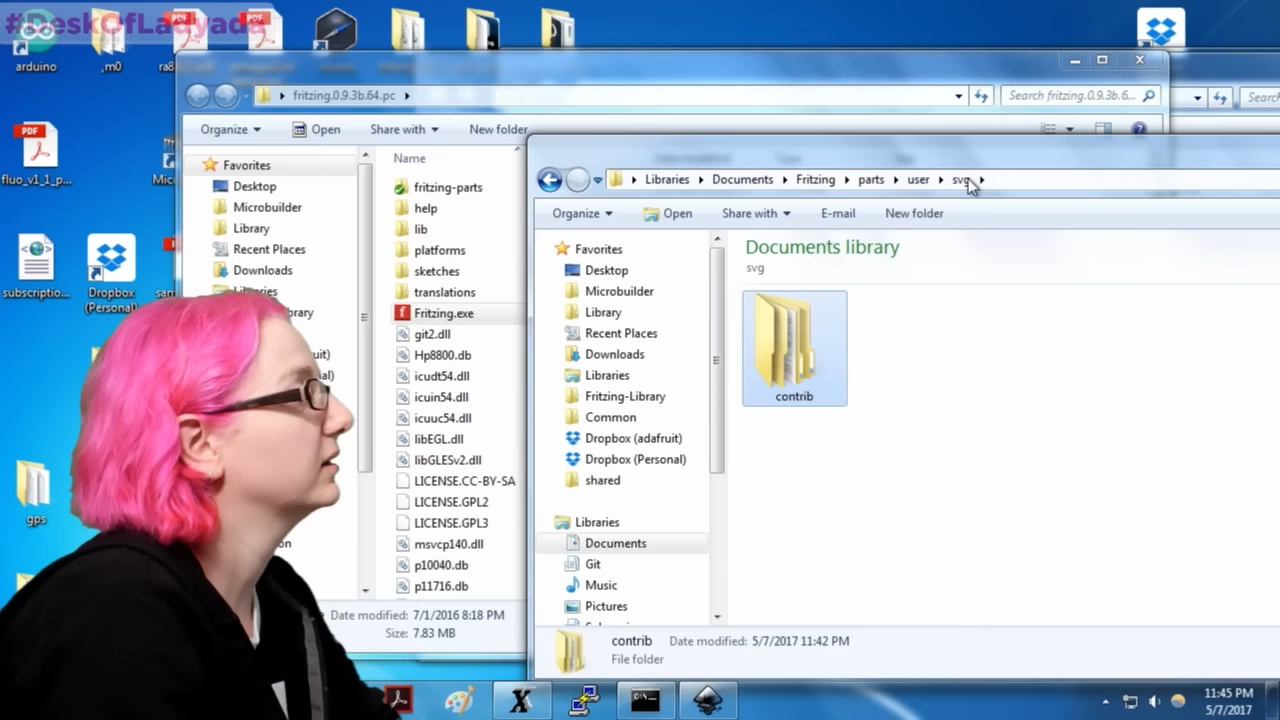 #DeskOfLadyada
arduino
,m0
fritzing.0.9.3b.64.pc
Search fritzing.0.9.3b.6...
Organize
Open
Share with
New folder
Name
Favorites
Desktop
Microbuilder
Library
Recent Places
Downloads
Libraries
fritzing-parts
help
lib
platforms
sketches
translations
Fritzing.exe
git2.dll
Hp8800.db
icudt54.dll
icuin54.dll
icuuc54.dll
libEGL.dll
libGLESv2.dll
LICENSE.CC-BY-SA
LICENSE.GPL2
LICENSE.GPL3
msvcp140.dll
p10040.db
p11716.db
Date modified: 7/1/2016 8:18 PM
Size: 7.83 MB
fluo_v1_1_p...
subscriptio...
Dropbox
(Personal)
gps
Libraries
Documents
Fritzing
parts
user
svg
Organize
Open
Share with
E-mail
New folder
Favorites
Desktop
Microbuilder
Library
Recent Places
Downloads
Libraries
Fritzing-Library
Common
Dropbox (adafruit)
Dropbox (Personal)
shared
Libraries
Documents
Git
Music
Pictures
Documents library
svg
contrib
contrib
Date modified: 5/7/2017 11:42 PM
File folder
11:45 PM
5/7/2017